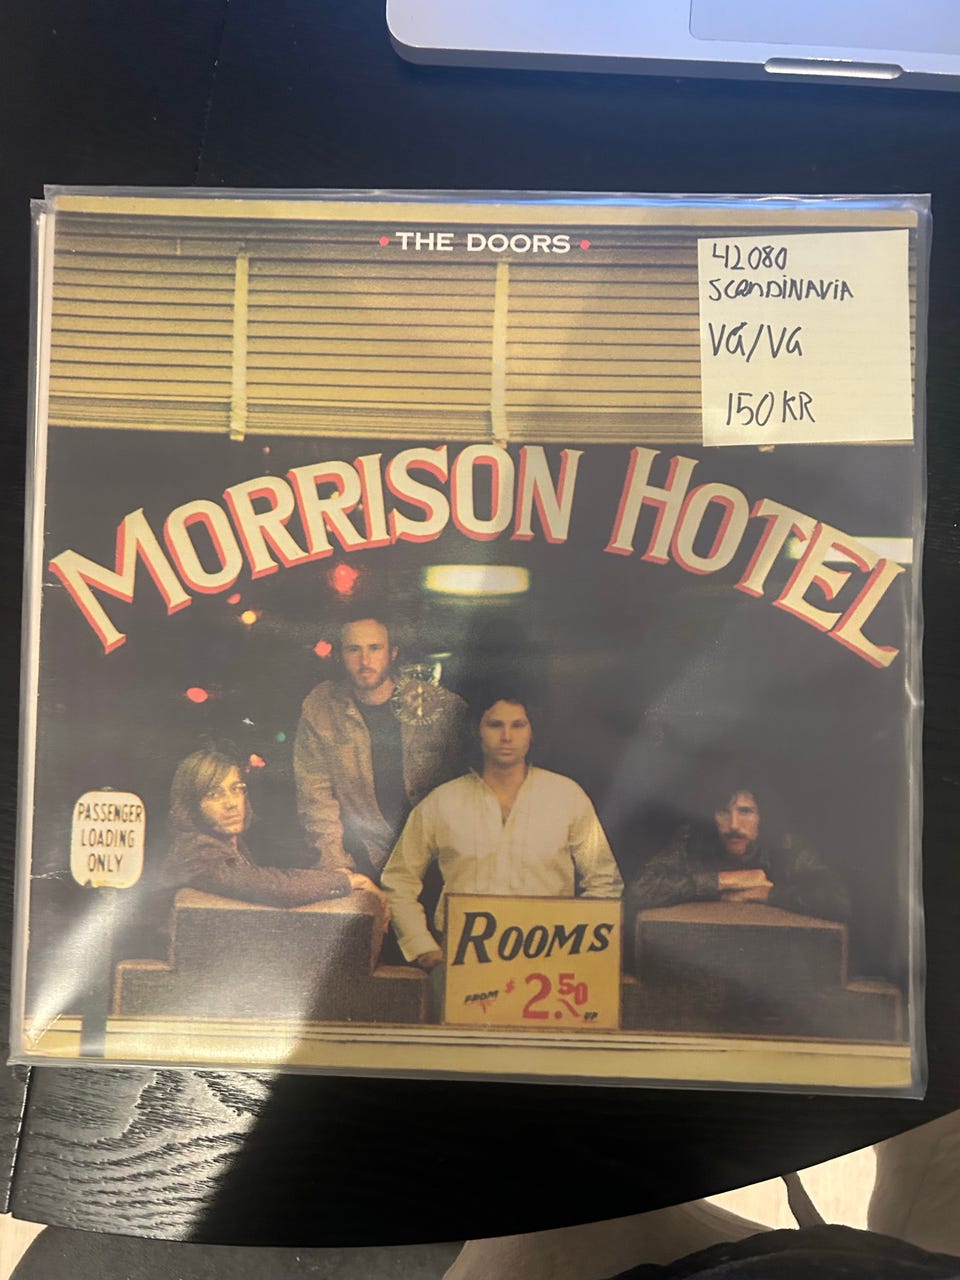 • THE DOORS •
42080
SCANDINAVIA
VG/VG
150 KR
MORRISON HOTEL
PASSENGER
LOADING
ONLY
ROOMS
FROM $2.50 UP